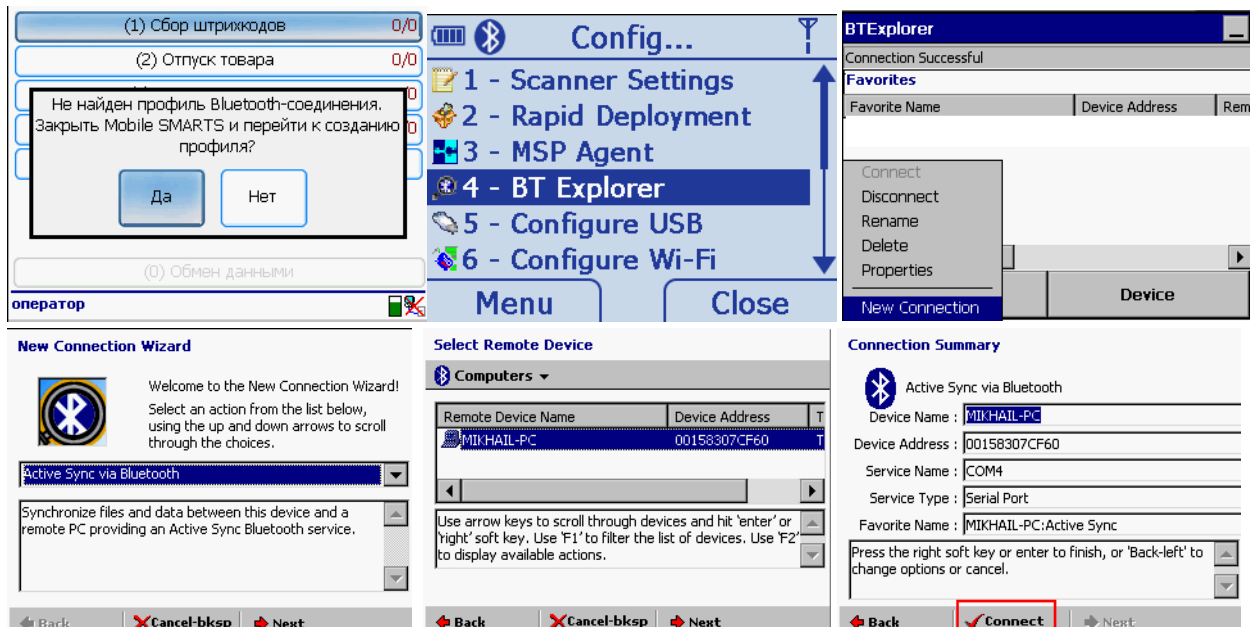 (1) Сбор штрихкодов 0/0
(2) Отпуск товара 0/0
Не найден профиль Bluetooth-соединения.
Закрыть Mobile SMARTS и перейти к созданию
профиля?
Да Нет
(0) Обмен данными
оператор
Config...
1 - Scanner Settings
2 - Rapid Deployment
3 - MSP Agent
4 - BT Explorer
5 - Configure USB
6 - Configure Wi-Fi
Menu Close
BTExplorer
Connection Successful
Favorites
Favorite Name Device Address Rem
Connect
Disconnect
Rename
Delete
Properties
New Connection
Device
New Connection Wizard
Welcome to the New Connection Wizard!
Select an action from the list below,
using the up and down arrows to scroll
through the choices.
Active Sync via Bluetooth
Synchronize files and data between this device and a
remote PC providing an Active Sync Bluetooth service.
Back Cancel-bksp Next
Select Remote Device
Computers
Remote Device Name Device Address T
MIKHAIL-PC 00158307CF60 T
Use arrow keys to scroll through devices and hit 'enter' or
'right' soft key. Use 'F1' to filter the list of devices. Use 'F2'
to display available actions.
Back Cancel-bksp Next
Connection Summary
Active Sync via Bluetooth
Device Name : MIKHAIL-PC
Device Address : 00158307CF60
Service Name : COM4
Service Type : Serial Port
Favorite Name : MIKHAIL-PC:Active Sync
Press the right soft key or enter to finish, or 'Back-left' to
change options or cancel.
Back Connect Next